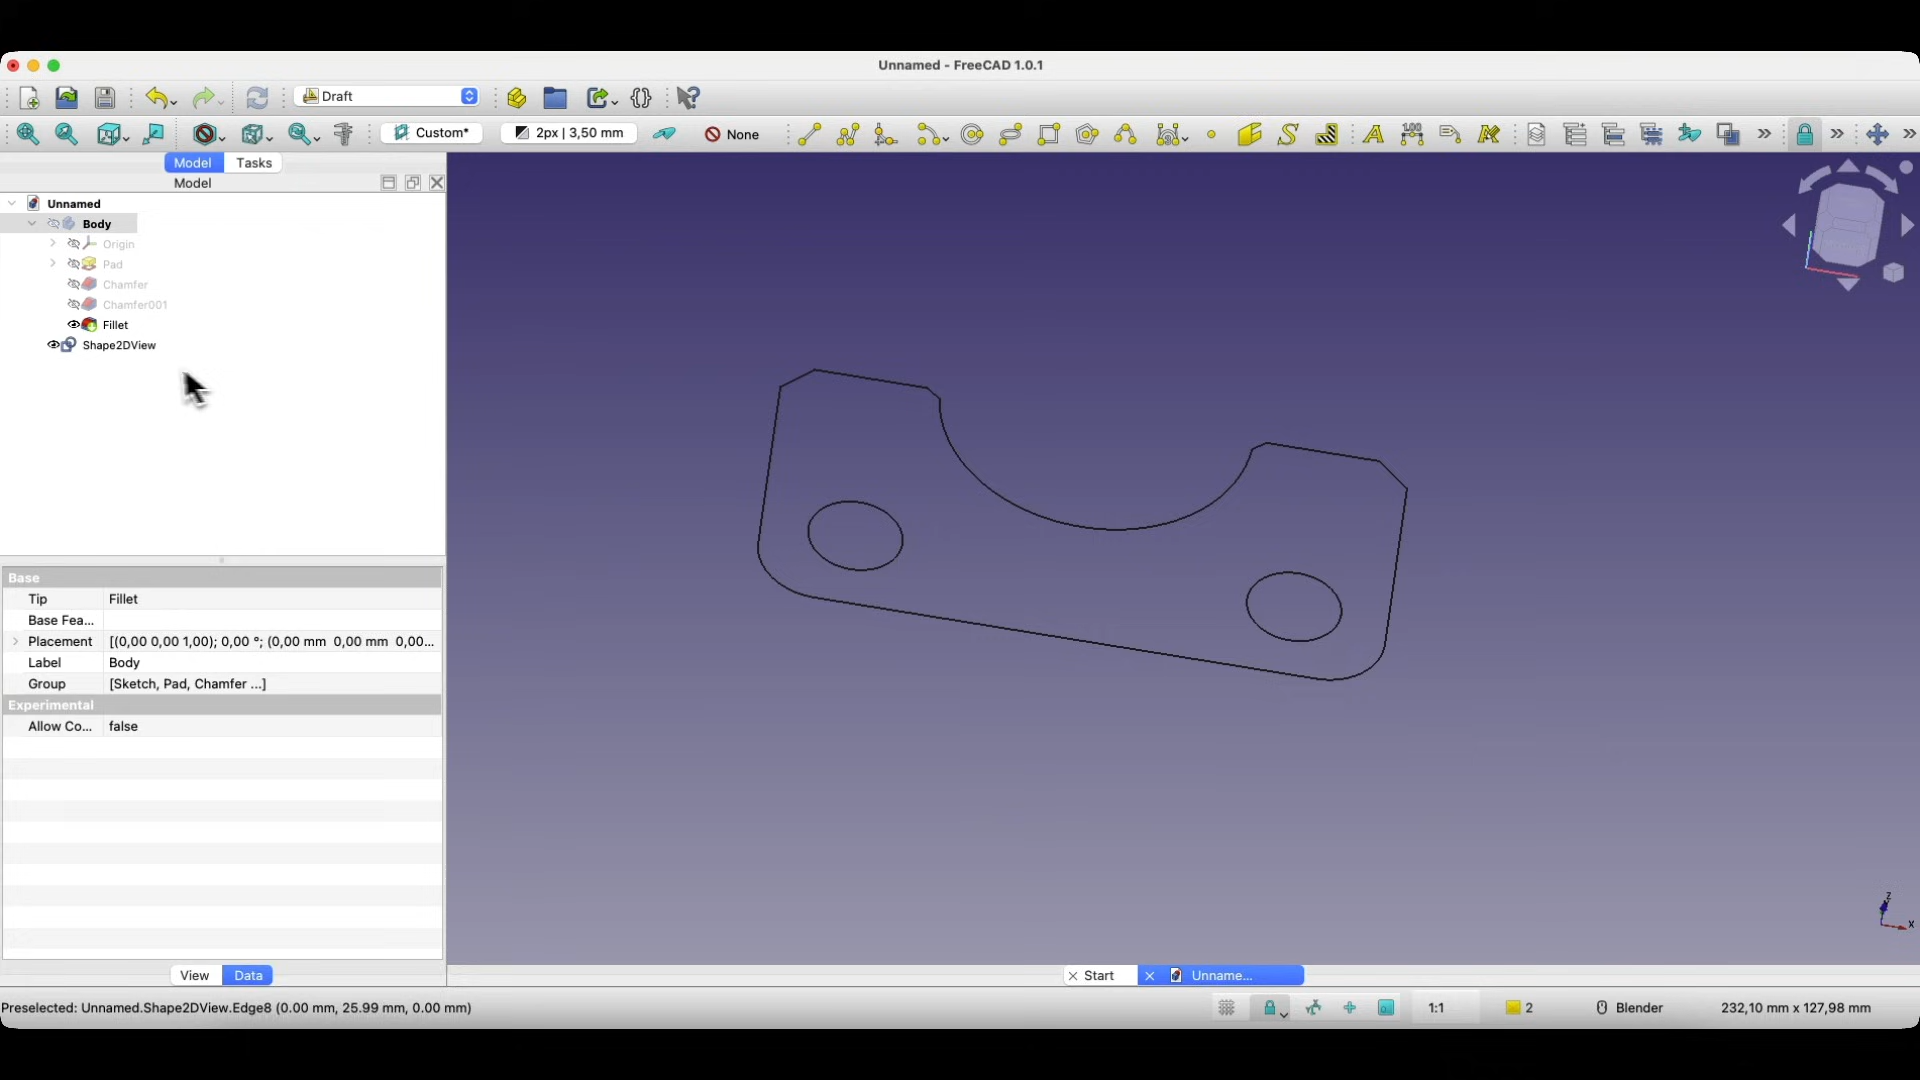 Unnamed - FreeCAD 1.0.1
Draft
Custom*
2px | 3,50 mm
None
Model
Tasks
Model
Unnamed
Body
Origin
Pad
Chamfer
Chamfer001
Fillet
Shape2DView
Base
Tip Fillet
Base Fea...
Placement [(0,00 0,00 1,00); 0,00 °; (0,00 mm 0,00 mm 0,00...
Label Body
Group [Sketch, Pad, Chamfer ...]
Experimental
Allow Co... false
View
Data
Start
Unname...
z
x
Preselected: Unnamed.Shape2DView.Edge8 (0.00 mm, 25.99 mm, 0.00 mm)
1:1
2
Blender
232,10 mm x 127,98 mm